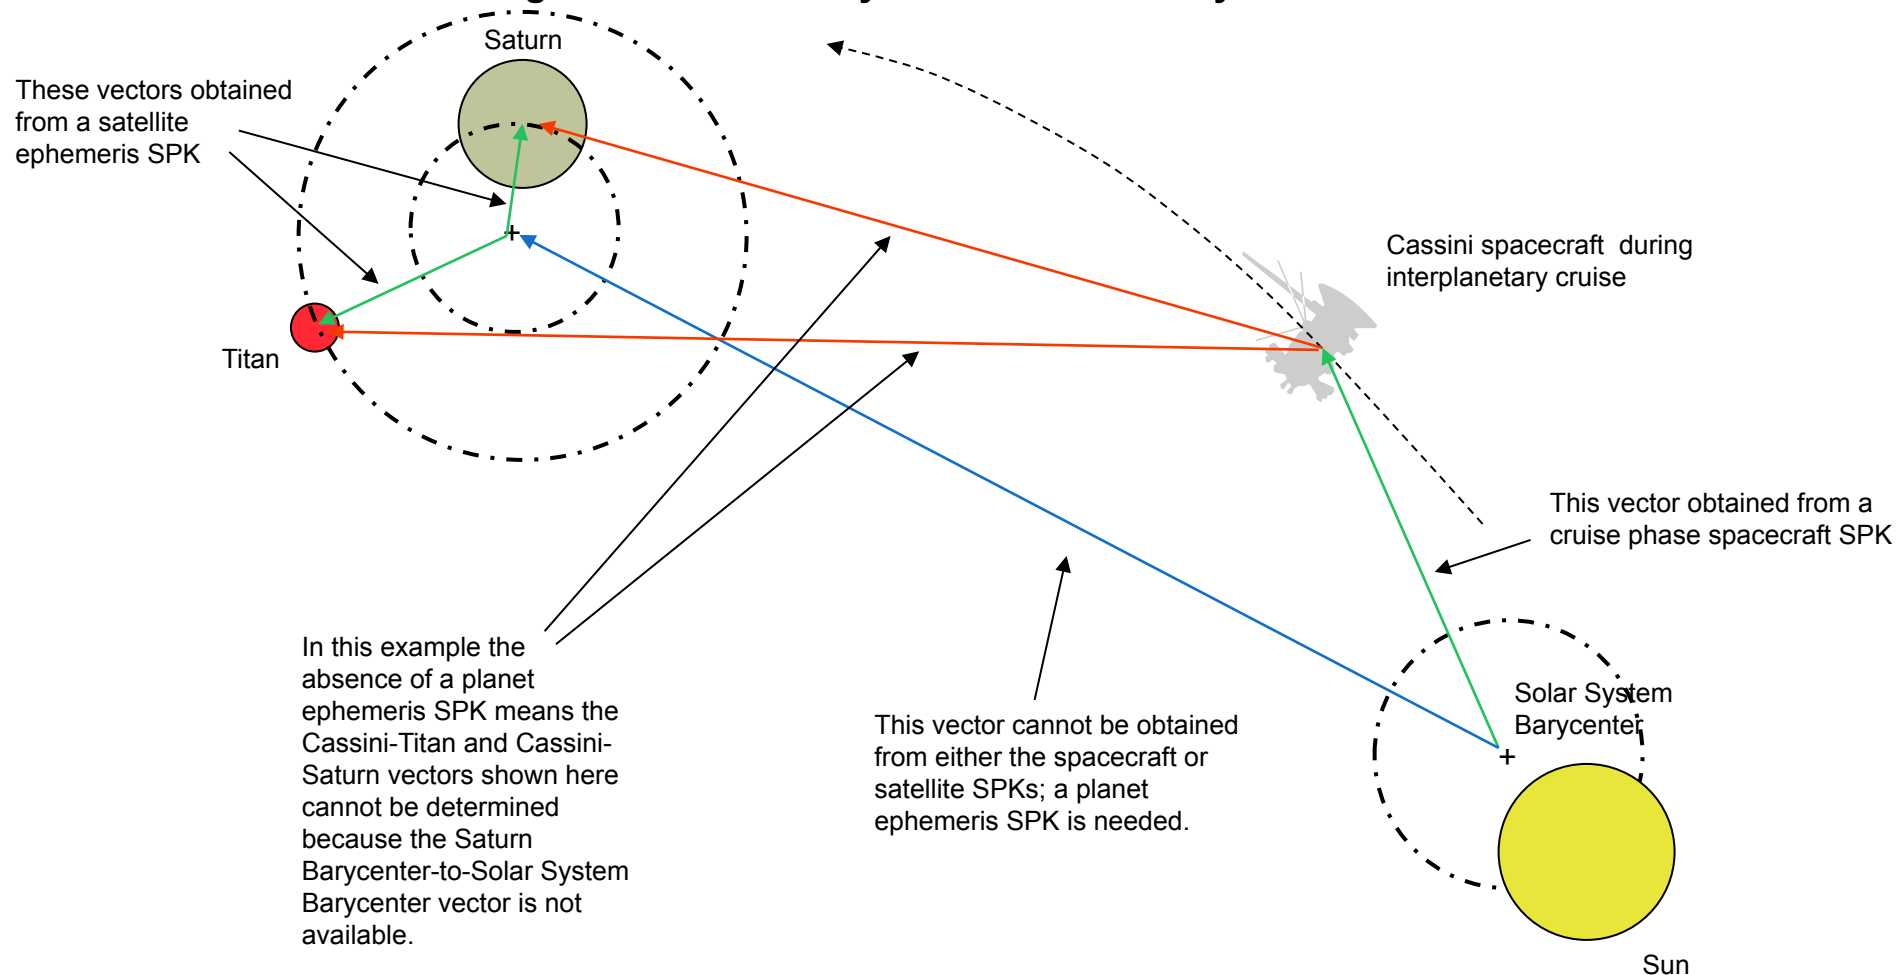 Saturn
These vectors obtained
from a satellite
ephemeris SPK
Cassini spacecraft during
interplanetary cruise
Titan
This vector obtained from a
cruise phase spacecraft SPK
In this example the
absence of a planet
ephemeris SPK means the
Cassini-Titan and Cassini-
Saturn vectors shown here
cannot be determined
because the Saturn
Barycenter-to-Solar System
Barycenter vector is not
available.
This vector cannot be obtained
from either the spacecraft or
satellite SPKs; a planet
ephemeris SPK is needed.
Solar System
Barycenter
Sun